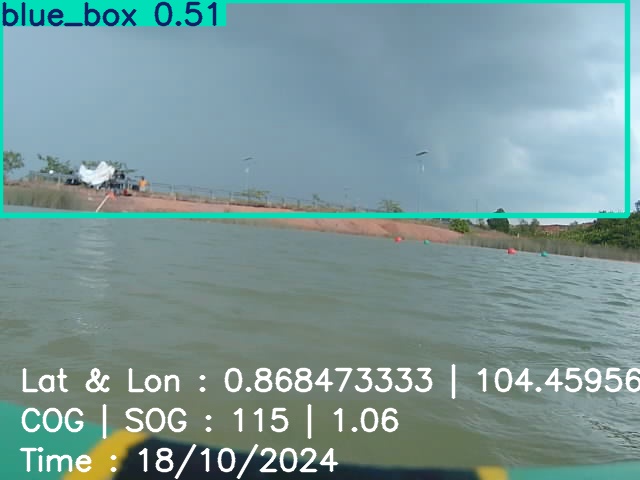 blue_box 0.51
Lat & Lon : 0.868473333 | 104.45956
COG | SOG : 115 | 1.06
Time : 18/10/2024